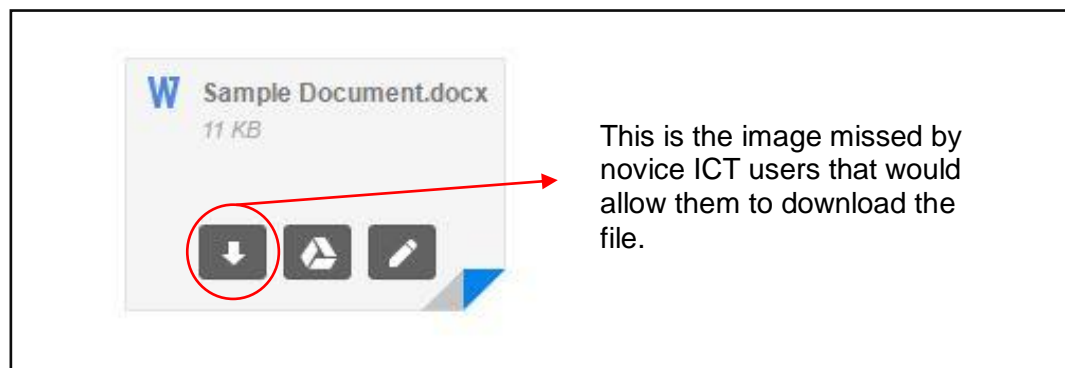 W Sample Document.docx
11 KB
This is the image missed by
novice ICT users that would
allow them to download the
file.